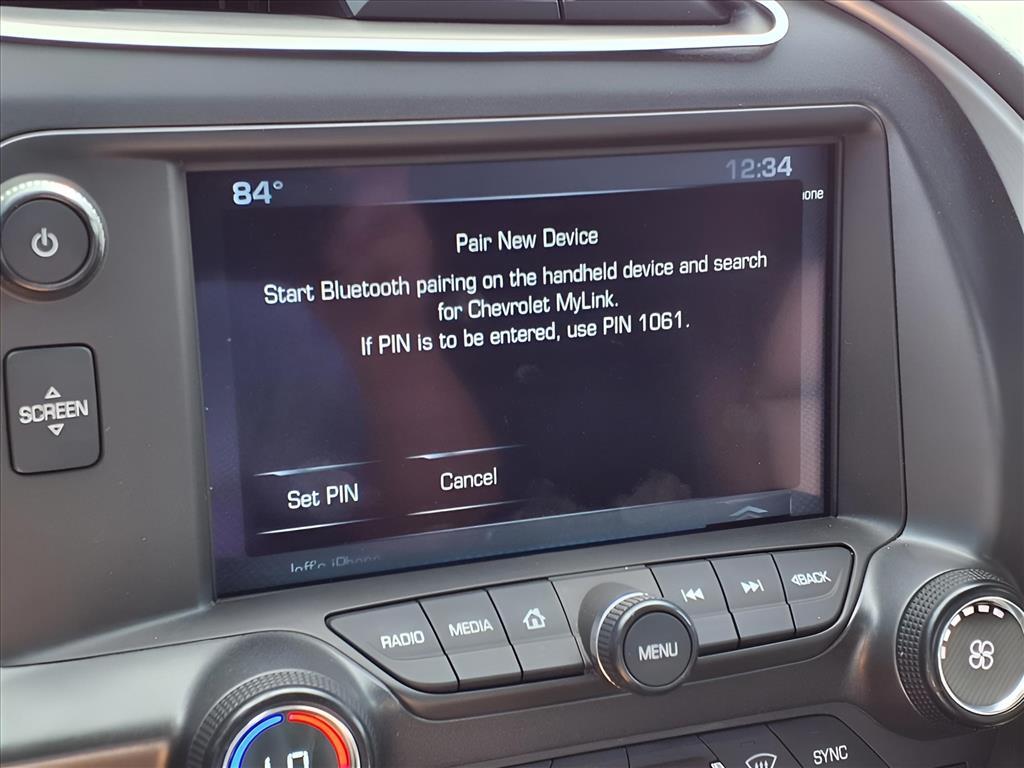 84°
12:34
Pair New Device
Start Bluetooth pairing on the handheld device and search
for Chevrolet MyLink.
If PIN is to be entered, use PIN 1061.
SCREEN
Set PIN
Cancel
RADIO
MEDIA
MENU
BACK
SYNC